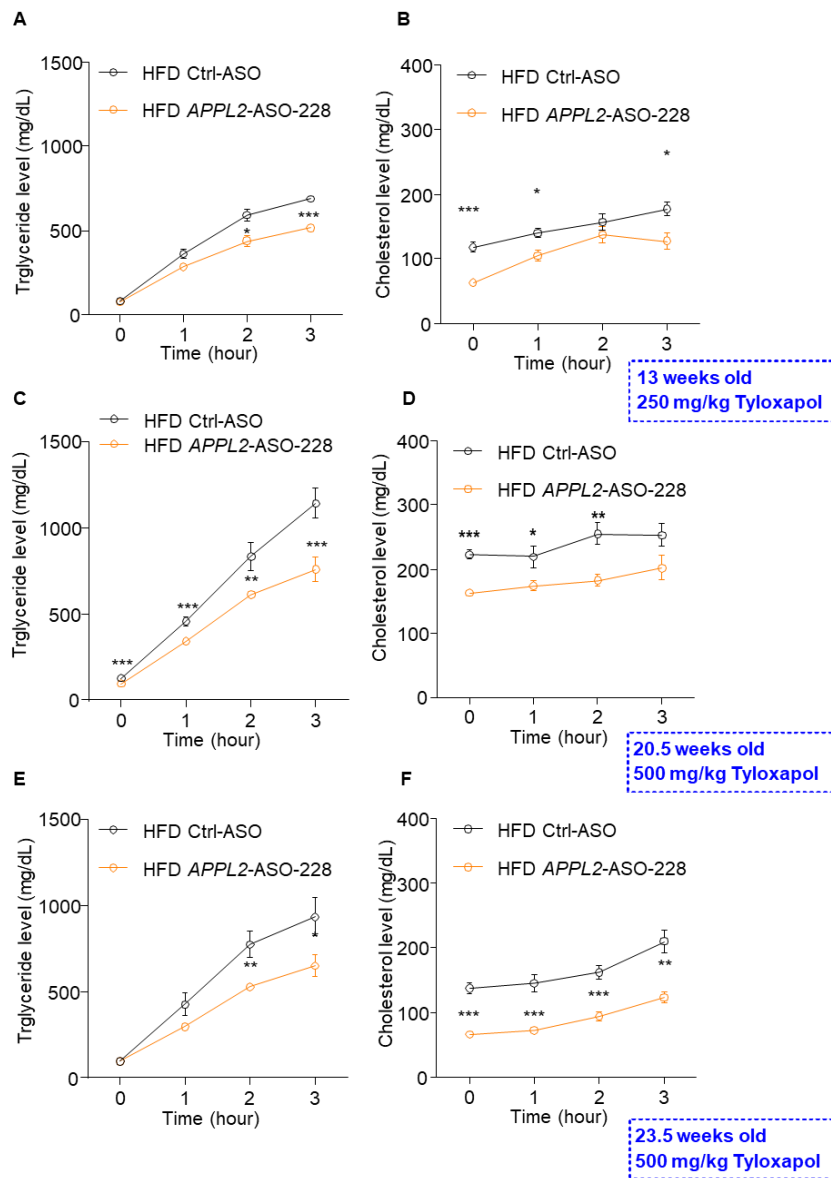 A
Trglyceride level (mg/dL)
1500
1000
500
0
HFD Ctrl-ASO
HFD APPL2-ASO-228
*
***
0 1 2 3
Time (hour)
B
Cholesterol level (mg/dL)
400
300
200
100
0
HFD Ctrl-ASO
HFD APPL2-ASO-228
***
*
*
0 1 2 3
Time (hour)
13 weeks old
250 mg/kg Tyloxapol
C
Trglyceride level (mg/dL)
1500
1000
500
0
HFD Ctrl-ASO
HFD APPL2-ASO-228
***
***
**
***
0 1 2 3
Time (hour)
D
Cholesterol level (mg/dL)
400
300
200
100
0
HFD Ctrl-ASO
HFD APPL2-ASO-228
***
*
**
0 1 2 3
Time (hour)
20.5 weeks old
500 mg/kg Tyloxapol
E
Trglyceride level (mg/dL)
1500
1000
500
0
HFD Ctrl-ASO
HFD APPL2-ASO-228
**
*
0 1 2 3
Time (hour)
F
Cholesterol level (mg/dL)
400
300
200
100
0
HFD Ctrl-ASO
HFD APPL2-ASO-228
***
***
***
**
0 1 2 3
Time (hour)
23.5 weeks old
500 mg/kg Tyloxapol